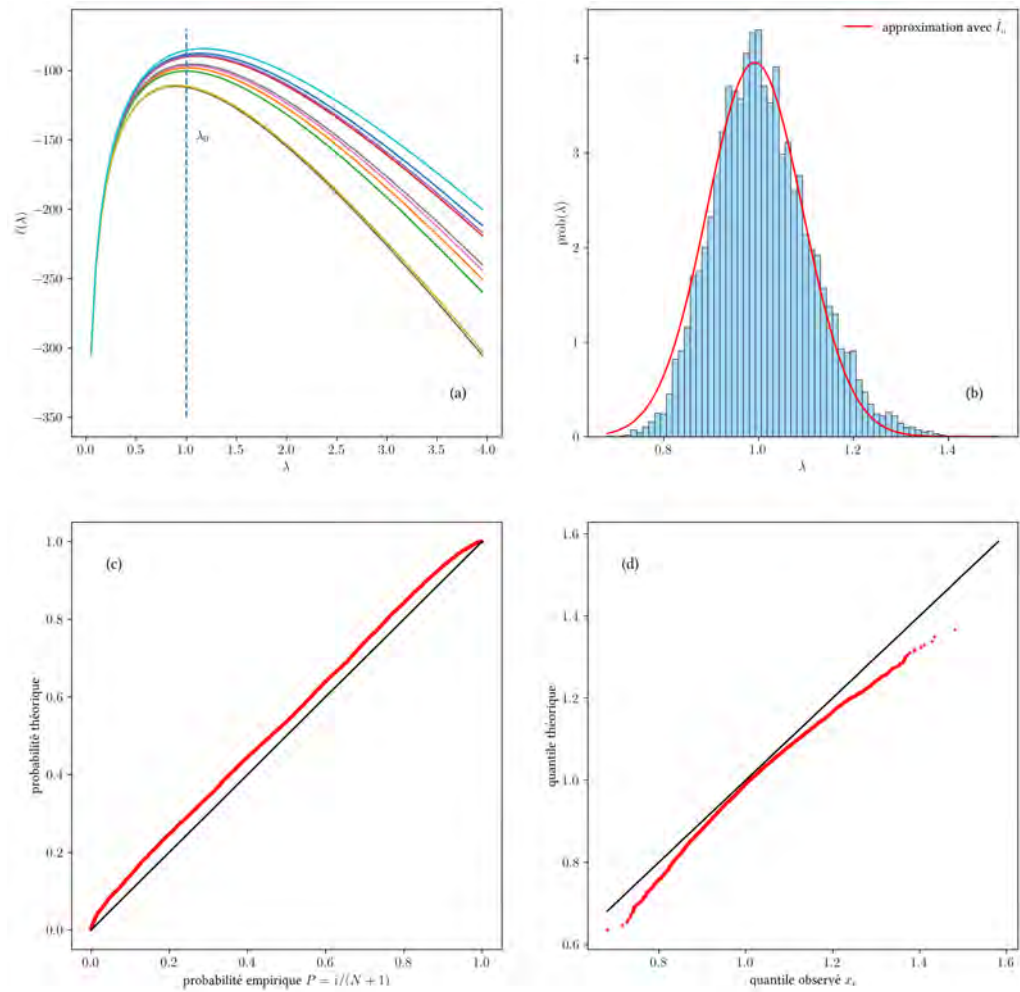 −100
−150
−200
−250
−300
−350
ℓ(λ)
λ₀
(a)
0.0 0.5 1.0 1.5 2.0 2.5 3.0 3.5 4.0
λ
approximation avec
4
3
2
1
0
prob(λ)
(b)
0.8 1.0 1.2 1.4
λ
1.0
0.8
0.6
0.4
0.2
0.0
probabilité théorique
(c)
0.0 0.2 0.4 0.6 0.8 1.0
probabilité empirique P = i/(N + 1)
1.6
1.4
1.2
1.0
0.8
0.6
quantile théorique
(d)
0.8 1.0 1.2 1.4 1.6
quantile observé